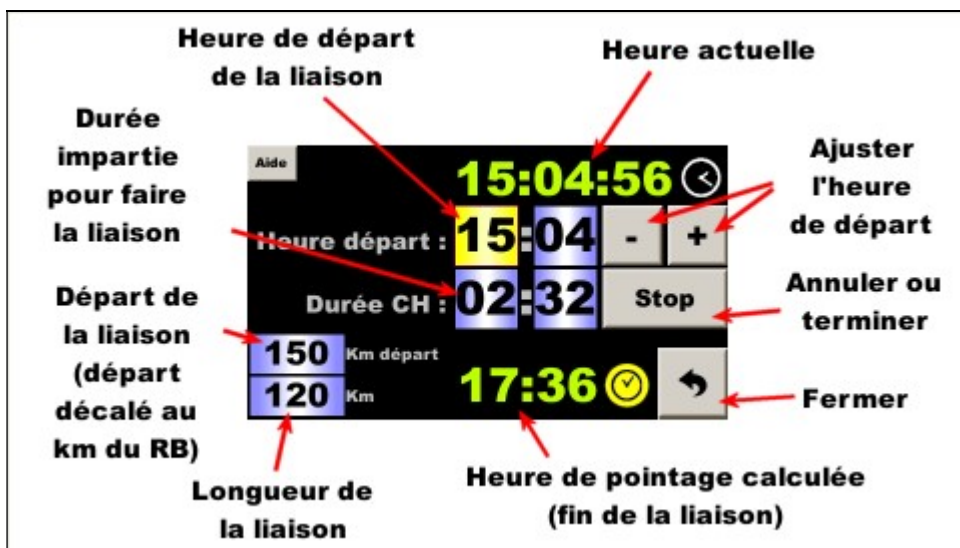 Heure de départ
de la liaison
Heure actuelle
Durée
impartie
pour faire
la liaison
Ajuster
l'heure
de départ
Aide
15:04:56
Heure départ : 15:04 - +
Durée CH : 02:32 Stop
Départ de
la liaison
(départ
décalé au
km du RB)
Annuler ou
terminer
150 Km départ
120 Km
17:36
Fermer
Longueur de
la liaison
Heure de pointage calculée
(fin de la liaison)